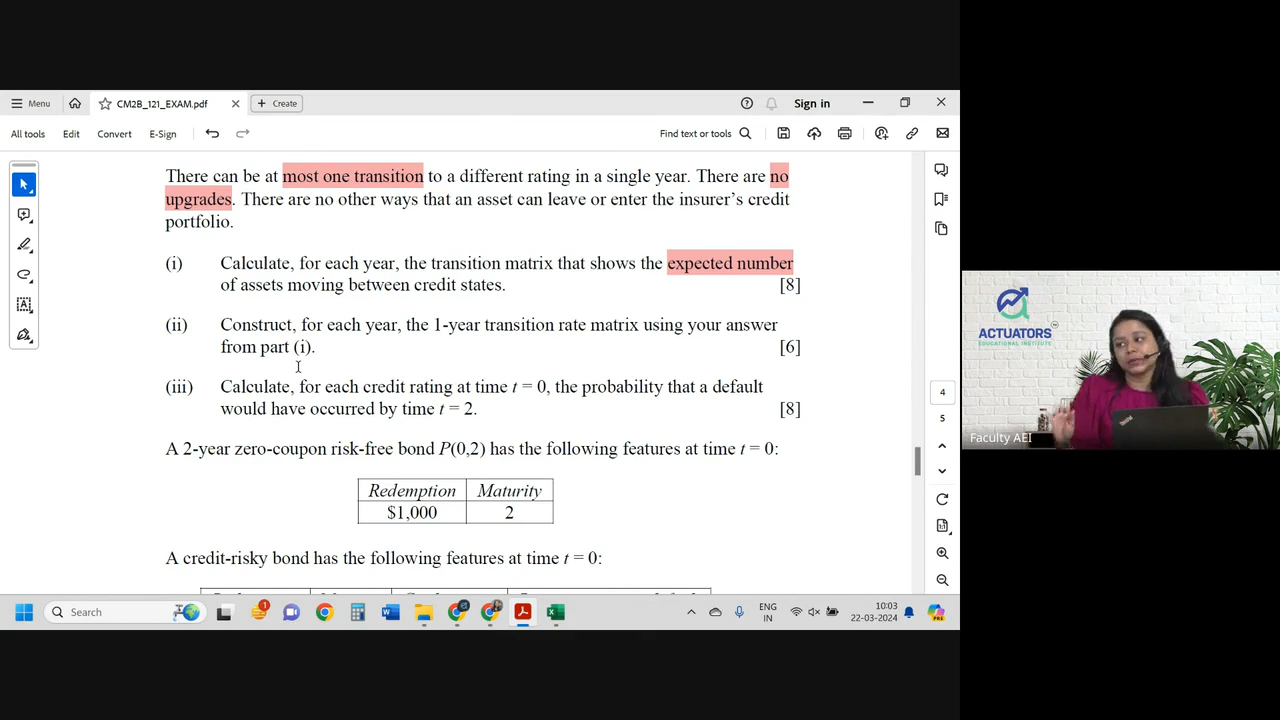 Menu
CM2B_121_EXAM.pdf
Create
Sign in
All tools
Edit
Convert
E-Sign
Find text or tools
There can be at most one transition to a different rating in a single year. There are no
upgrades. There are no other ways that an asset can leave or enter the insurer's credit
portfolio.
(i) Calculate, for each year, the transition matrix that shows the expected number
of assets moving between credit states. [8]
(ii) Construct, for each year, the 1-year transition rate matrix using your answer
from part (i). [6]
(iii) Calculate, for each credit rating at time t = 0, the probability that a default
would have occurred by time t = 2. [8]
A 2-year zero-coupon risk-free bond P(0,2) has the following features at time t = 0:
Redemption Maturity
$1,000 2
A credit-risky bond has the following features at time t = 0:
4
5
ACTUATORS
EDUCATIONAL INSTITUTE
ThinkPad
Faculty AEI
Search
1
ENG
IN
10:03
22-03-2024